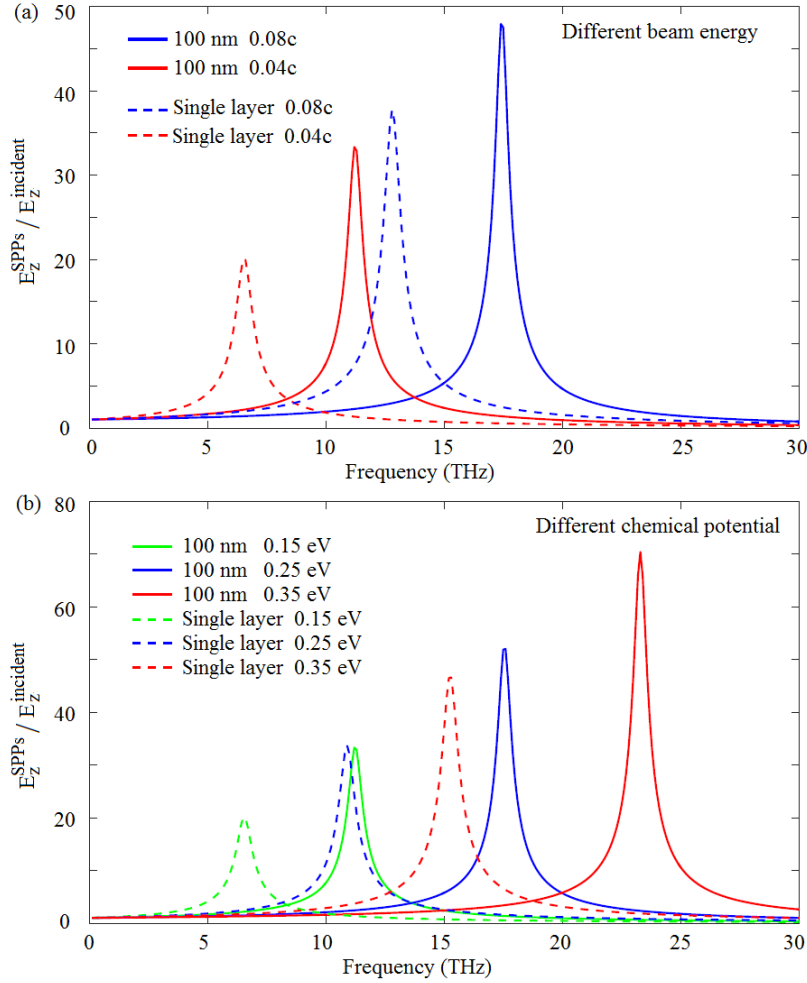 (a)
50
40
30
20
10
0
E_z^SPPs / E_z^incident
100 nm 0.08c
100 nm 0.04c
Single layer 0.08c
Single layer 0.04c
Different beam energy
0 5 10 15 20 25 30
Frequency (THz)
(b)
80
60
40
20
0
E_z^SPPs / E_z^incident
100 nm 0.15 eV
100 nm 0.25 eV
100 nm 0.35 eV
Single layer 0.15 eV
Single layer 0.25 eV
Single layer 0.35 eV
Different chemical potential
0 5 10 15 20 25 30
Frequency (THz)